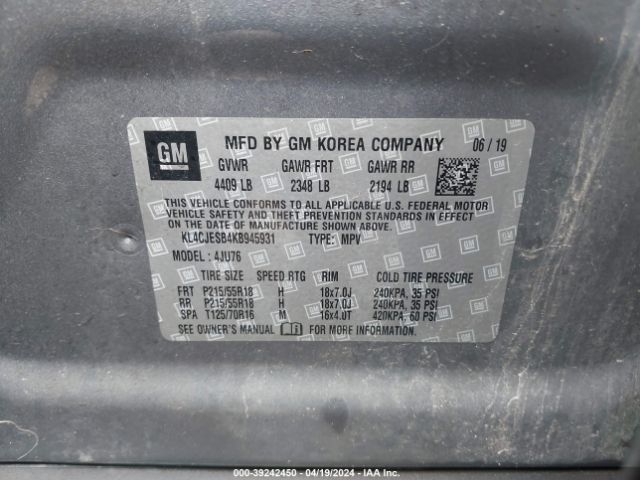 GM MFD BY GM KOREA COMPANY 06 / 19
GVWR GAWR FRT GAWR RR
4409 LB 2348 LB 2194 LB
THIS VEHICLE CONFORMS TO ALL APPLICABLE U.S. FEDERAL MOTOR
VEHICLE SAFETY AND THEFT PREVENTION STANDARDS IN EFFECT
ON THE DATE OF MANUFACTURE SHOWN ABOVE.
KL4CJESB4KB945931 TYPE: MPV
MODEL : 4JU76
TIRE SIZE SPEED RTG RIM COLD TIRE PRESSURE
FRT P215/55R18 H 18x7.0J 240KPA, 35 PSI
RR P215/55R18 H 18x7.0J 240KPA, 35 PSI
SPA T125/70R16 M 16x4.0T 420KPA, 60 PSI
SEE OWNER'S MANUAL FOR MORE INFORMATION.
000-39242450 - 04/19/2024 - IAA Inc.